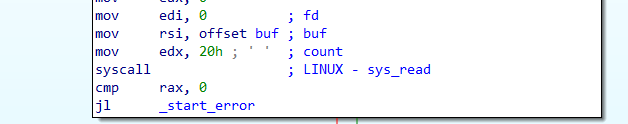 mov edi, 0 ; fd
mov rsi, offset buf ; buf
mov edx, 20h ; ' ' ; count
syscall ; LINUX - sys_read
cmp rax, 0
jl _start_error